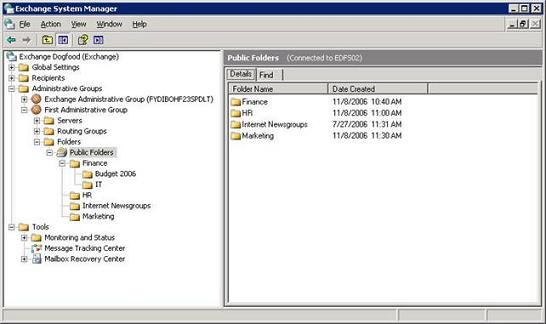 Exchange System Manager
File Action View Window Help
Exchange Dogfood (Exchange)
Global Settings
Recipients
Administrative Groups
Exchange Administrative Group (FYDIBOHF23SPDLT)
First Administrative Group
Servers
Routing Groups
Folders
Public Folders
Finance
Budget 2006
IT
HR
Internet Newsgroups
Marketing
Tools
Monitoring and Status
Message Tracking Center
Mailbox Recovery Center
Public Folders (Connected to EDFS02)
Details Find
Folder Name Date Created
Finance 11/8/2006 10:40 AM
HR 11/8/2006 11:00 AM
Internet Newsgroups 7/27/2006 11:31 AM
Marketing 11/8/2006 11:30 AM